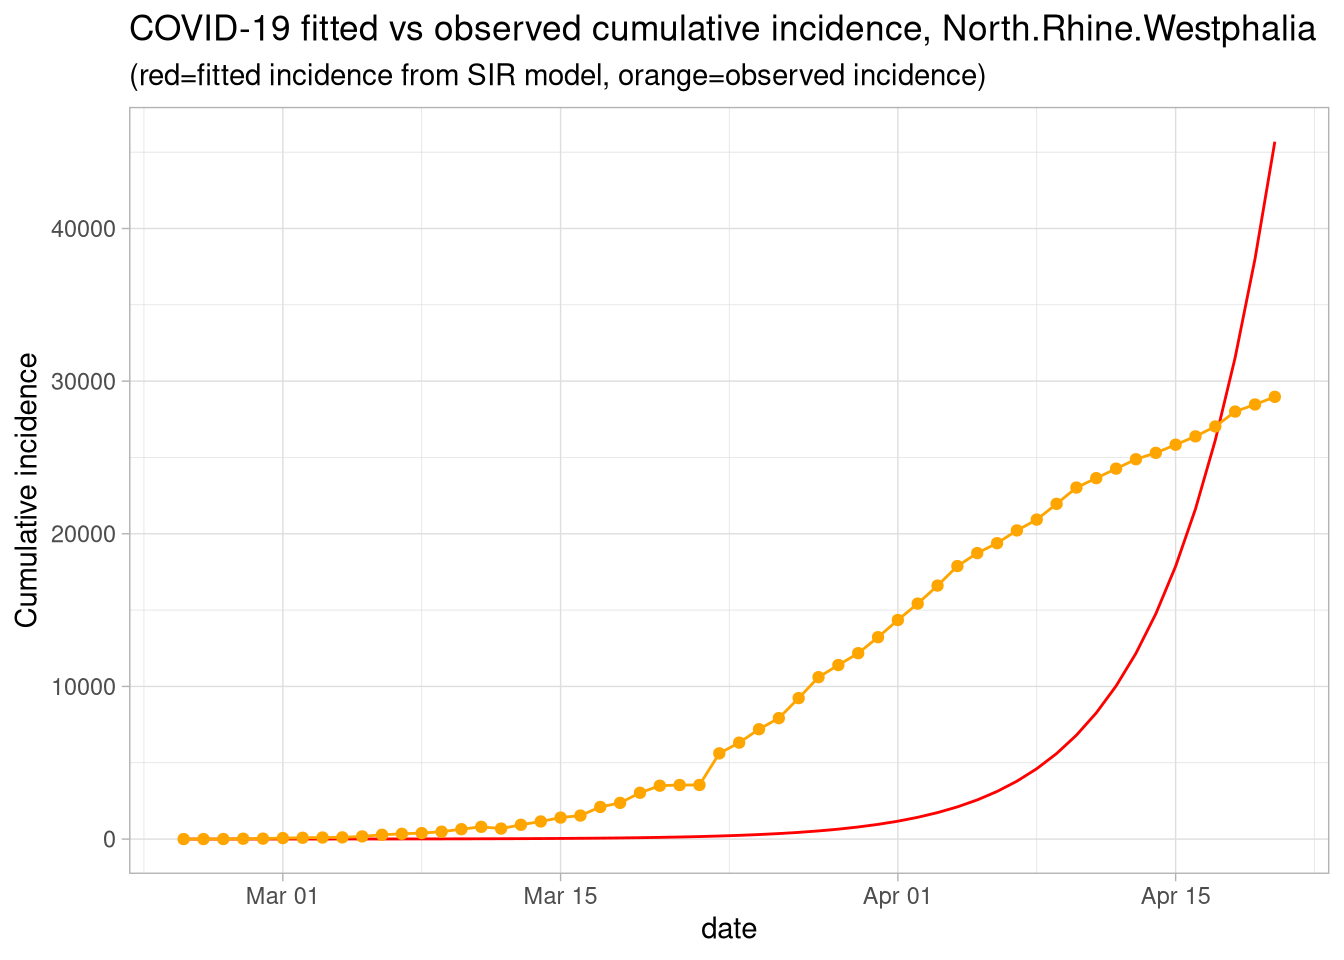 COVID-19 fitted vs observed cumulative incidence, North.Rhine.Westphalia
(red=fitted incidence from SIR model, orange=observed incidence)
Cumulative incidence
40000
30000
20000
10000
0
Mar 01
Mar 15
Apr 01
Apr 15
date